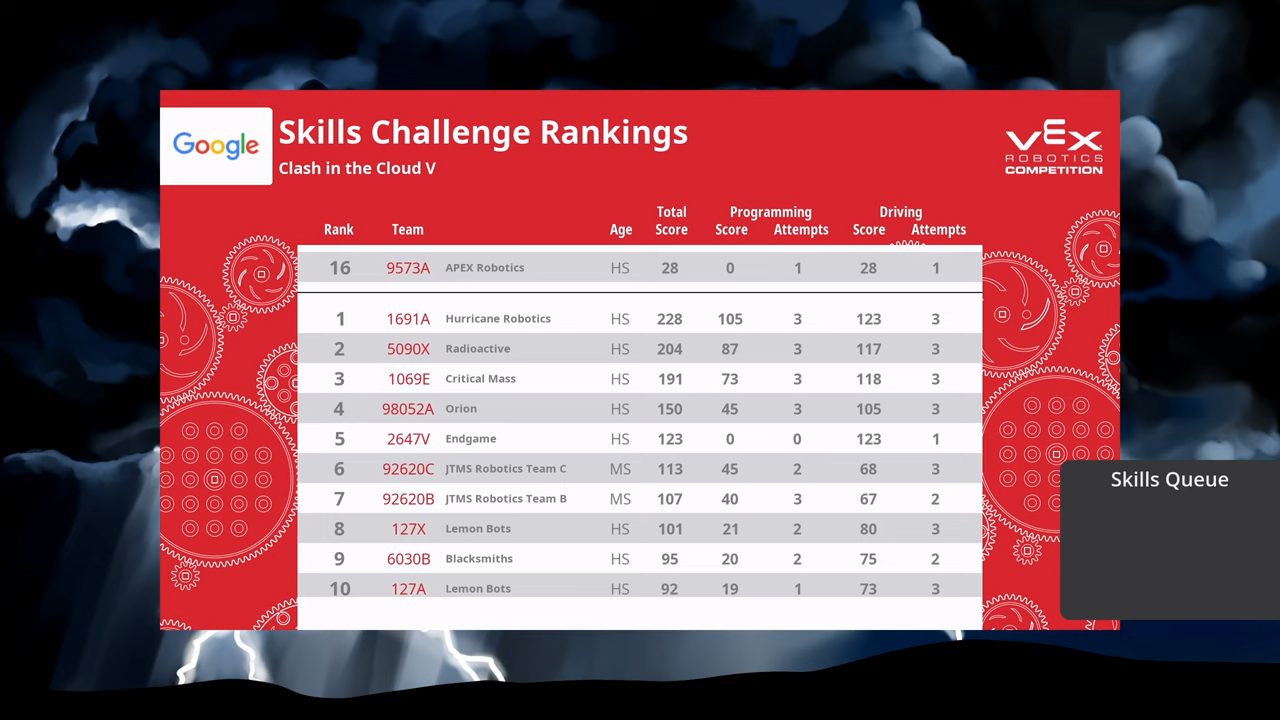 Google
Skills Challenge Rankings
Clash in the Cloud V
VEX
ROBOTICS
COMPETITION
Total Programming Driving
Rank Team Age Score Score Attempts Score Attempts
16 9573A APEX Robotics HS 28 0 1 28 1
1 1691A Hurricane Robotics HS 228 105 3 123 3
2 5090X Radioactive HS 204 87 3 117 3
3 1069E Critical Mass HS 191 73 3 118 3
4 98052A Orion HS 150 45 3 105 3
5 2647V Endgame HS 123 0 0 123 1
6 92620C JTMS Robotics Team C MS 113 45 2 68 3
7 92620B JTMS Robotics Team B MS 107 40 3 67 2
8 127X Lemon Bots HS 101 21 2 80 3
9 6030B Blacksmiths HS 95 20 2 75 2
10 127A Lemon Bots HS 92 19 1 73 3
Skills Queue